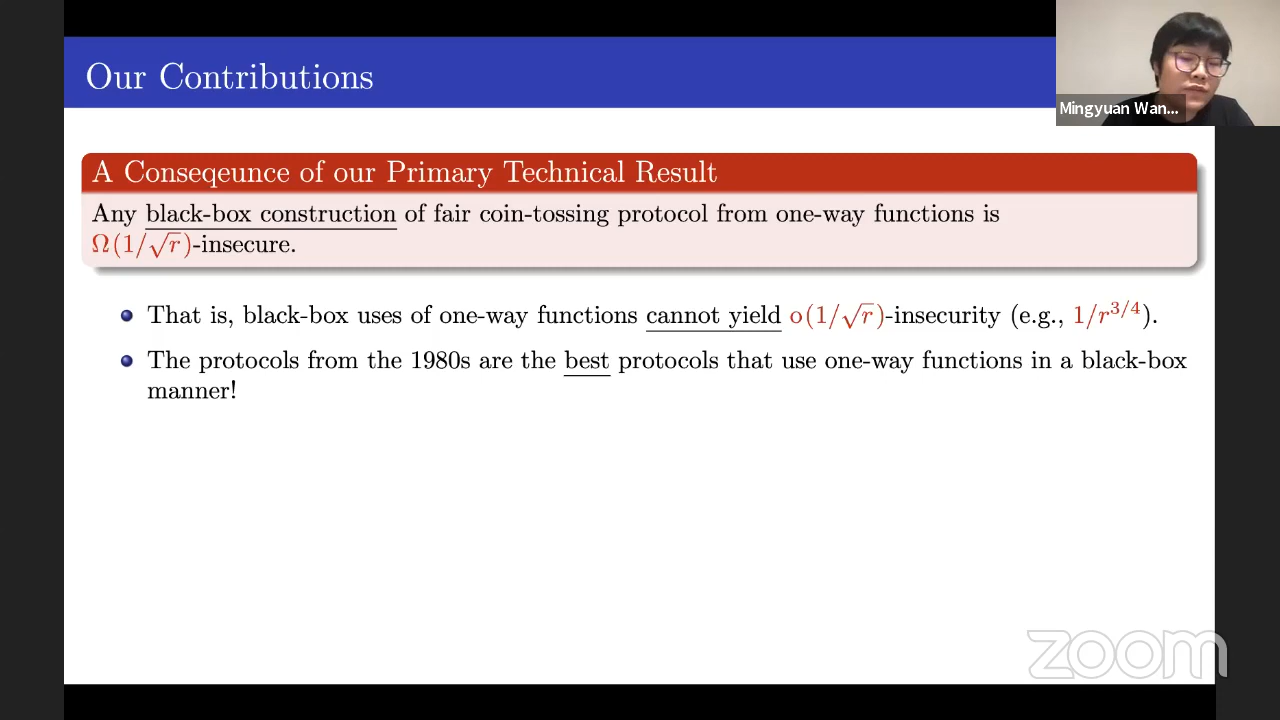 Our Contributions
Mingyuan Wan...
A Conseqeunce of our Primary Technical Result
Any black-box construction of fair coin-tossing protocol from one-way functions is
Ω(1/√r)-insecure.
That is, black-box uses of one-way functions cannot yield o(1/√r)-insecurity (e.g., 1/r^{3/4}).
The protocols from the 1980s are the best protocols that use one-way functions in a black-box
manner!
zoom